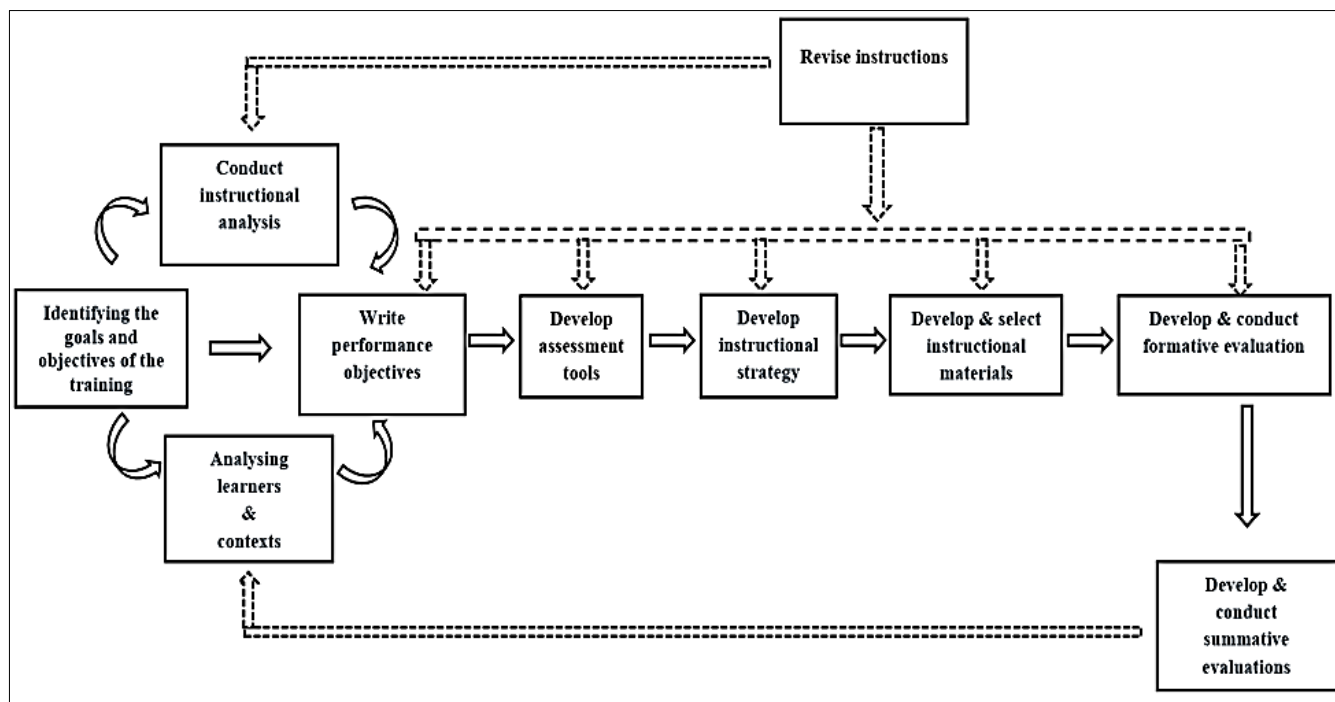 Revise instructions
Conduct
instructional
analysis
Identifying the
goals and
objectives of the
training
Write
performance
objectives
Develop
assessment
tools
Develop
instructional
strategy
Develop & select
instructional
materials
Develop & conduct
formative evaluation
Analysing
learners
&
contexts
Develop &
conduct
summative
evaluations